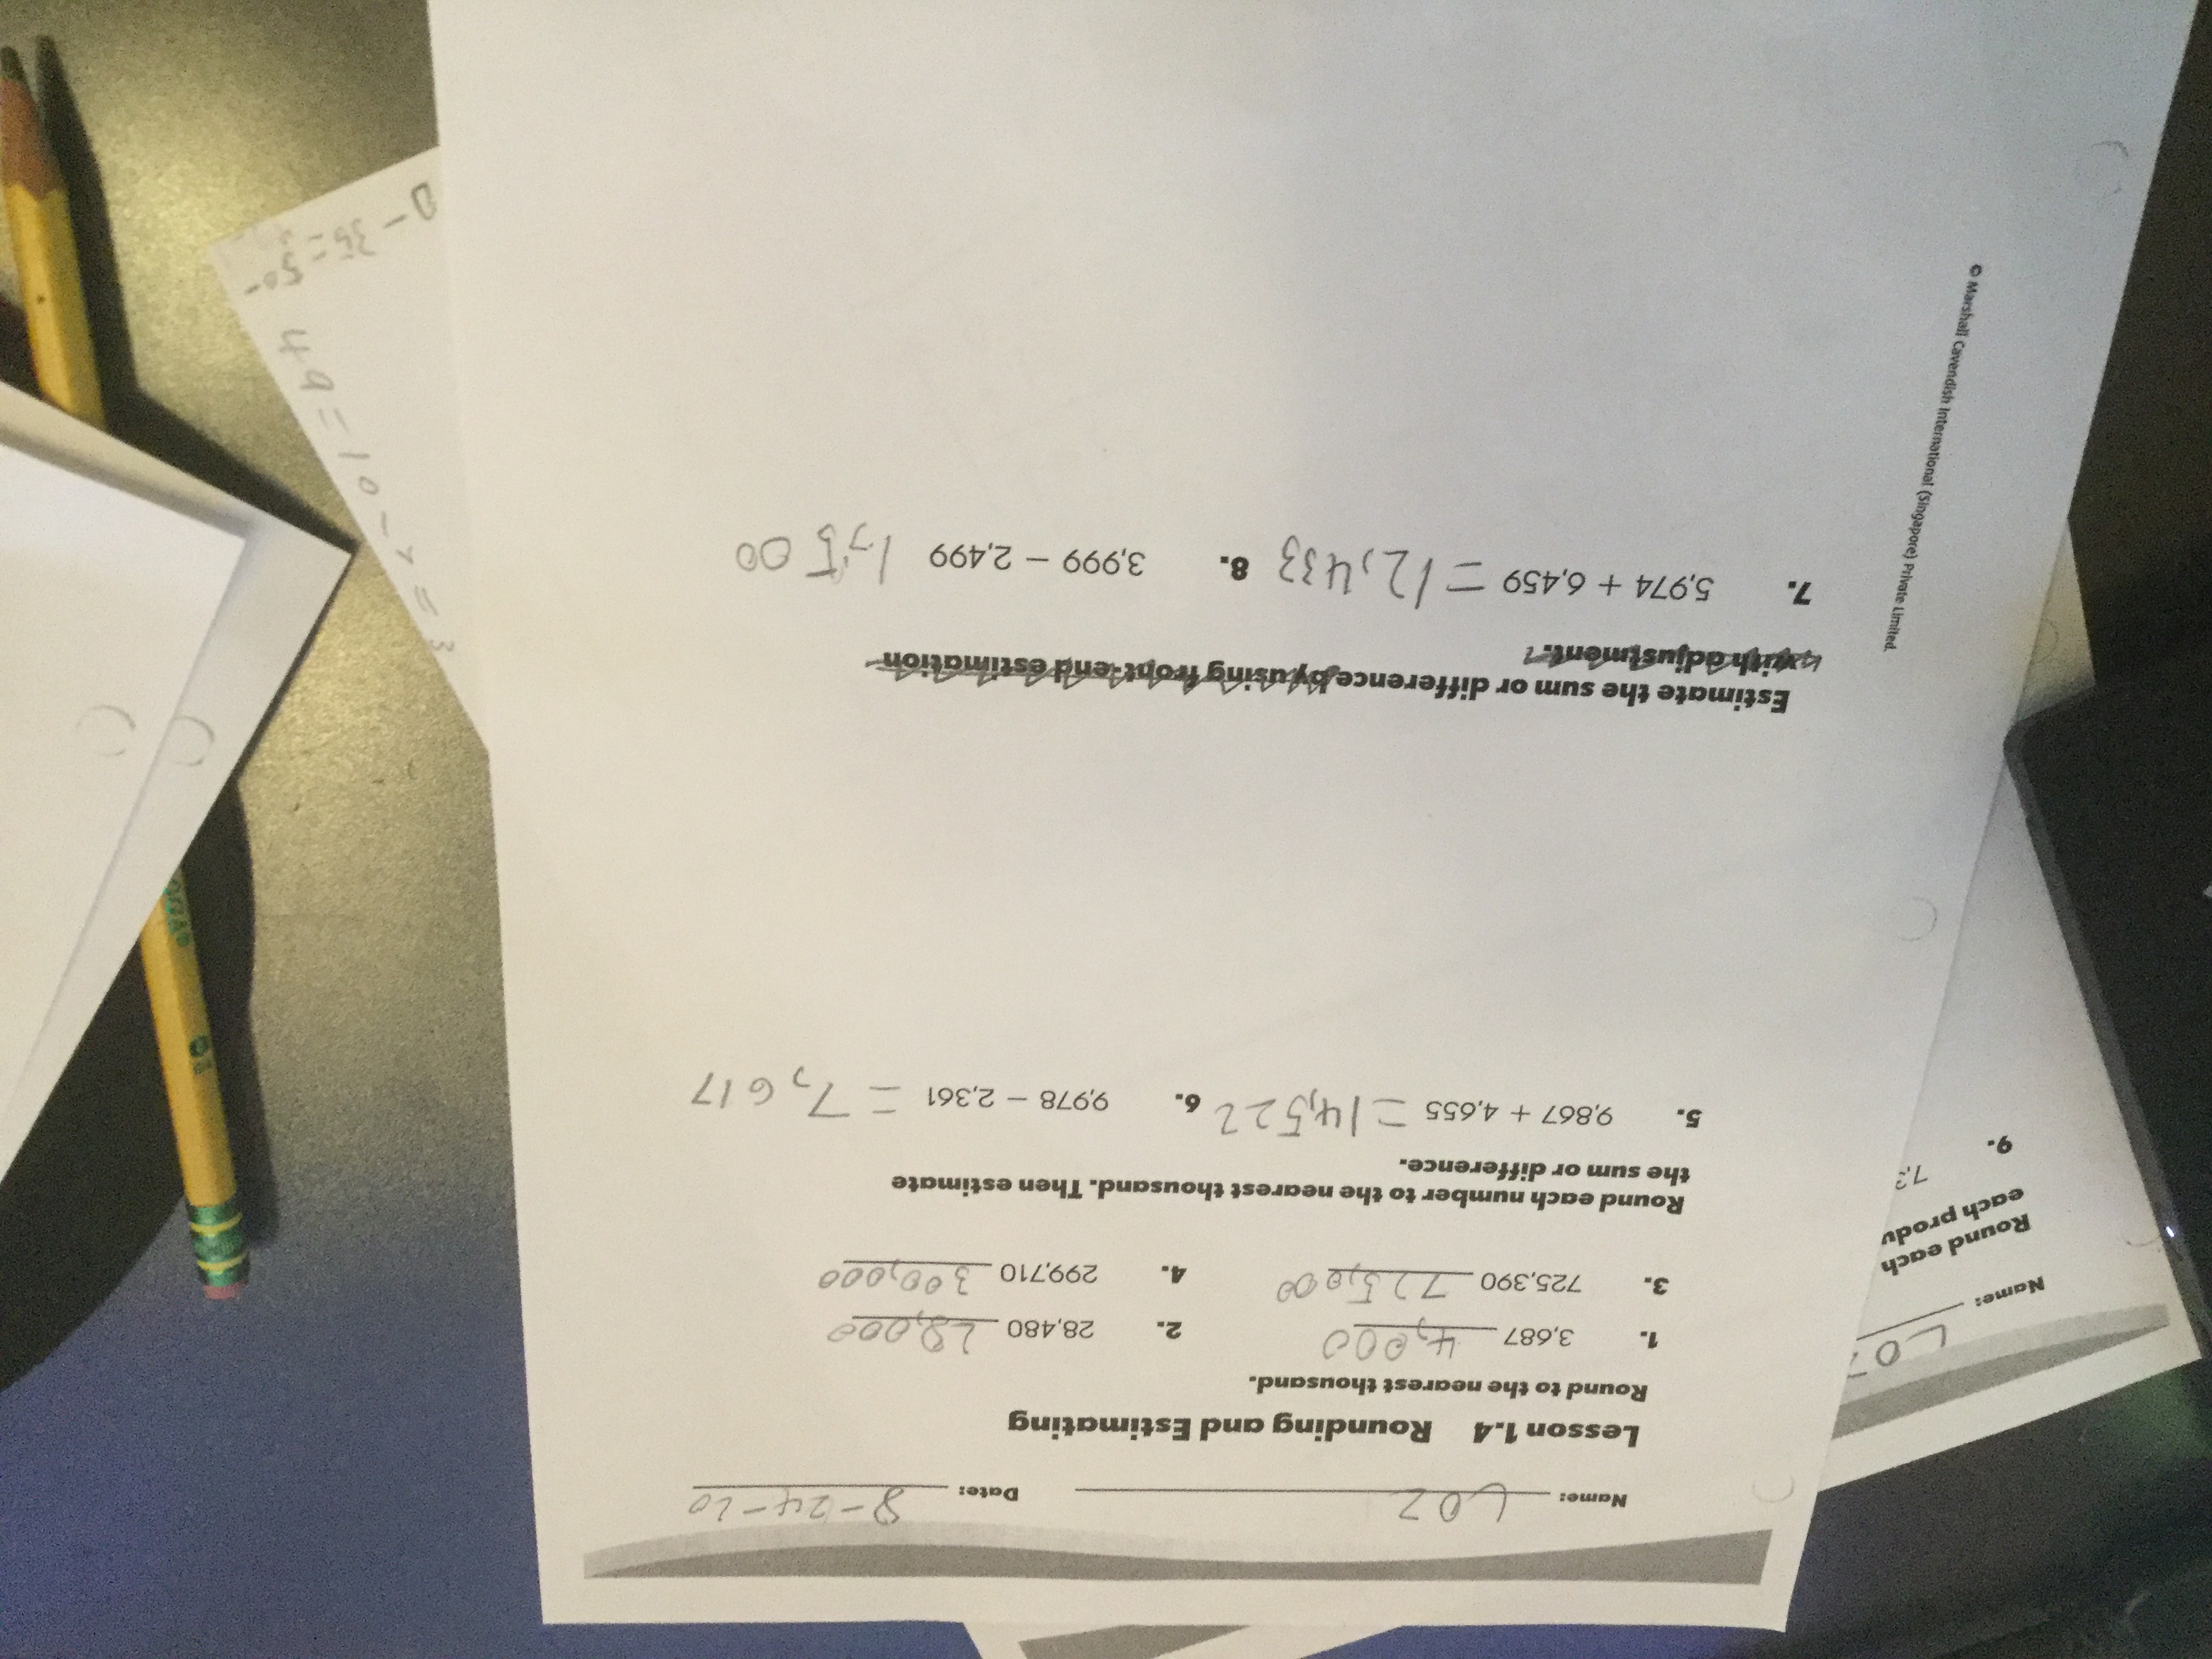 Name: LOZ Date: 8-24-20
Lesson 1.4 Rounding and Estimating
Round to the nearest thousand.
1. 3,687 4,000 2. 28,480 28,000
3. 725,390 725,000 4. 299,710 300,000
Round each number to the nearest thousand. Then estimate
the sum or difference.
5. 9,867 + 4,655 = 14,522 6. 9,978 - 2,361 = 7,617
Estimate the sum or difference by using front-end estimation
with adjustment.
7. 5,974 + 6,459 = 12,433 8. 3,999 - 2,499 1,500
© Marshall Cavendish International (Singapore) Private Limited.
Name: LOZ
Round each
each produ
9. 7,3
49 = 10 - 7 = 3
0 - 35 = 50 -